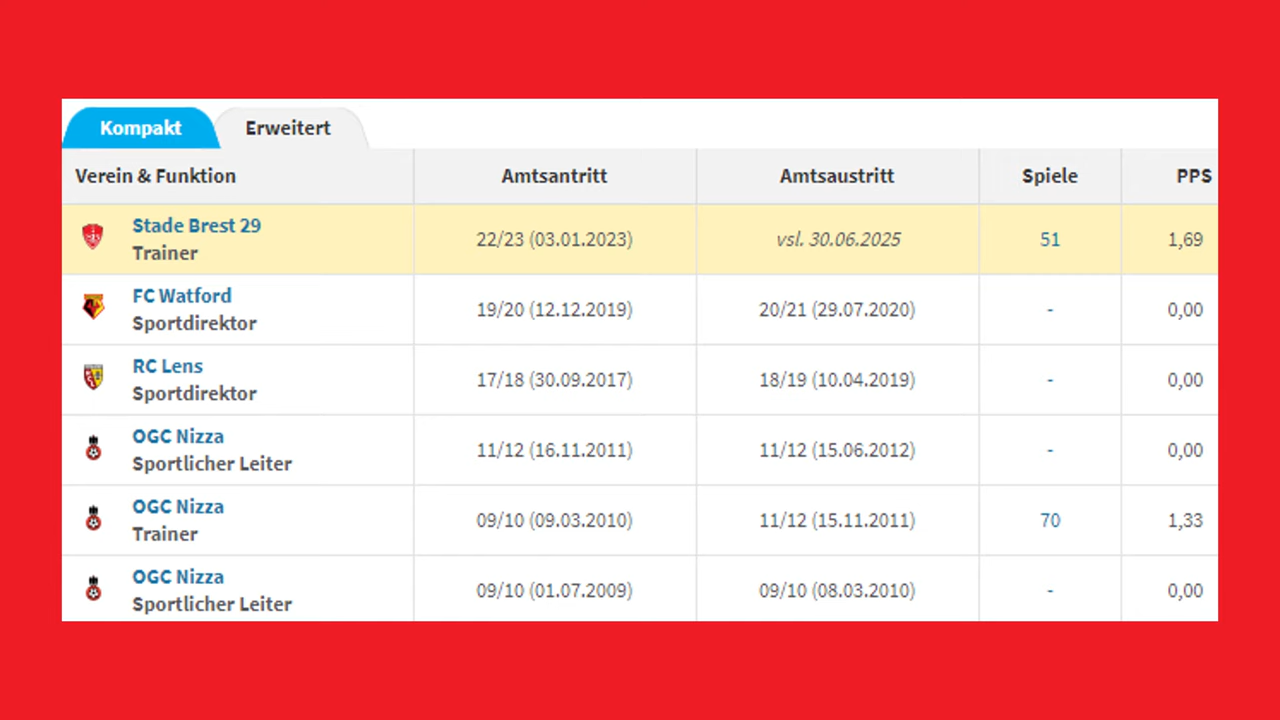 Kompakt Erweitert
Verein & Funktion Amtsantritt Amtsaustritt Spiele PPS
Stade Brest 29
Trainer 22/23 (03.01.2023) vsl. 30.06.2025 51 1,69
FC Watford
Sportdirektor 19/20 (12.12.2019) 20/21 (29.07.2020) - 0,00
RC Lens
Sportdirektor 17/18 (30.09.2017) 18/19 (10.04.2019) - 0,00
OGC Nizza
Sportlicher Leiter 11/12 (16.11.2011) 11/12 (15.06.2012) - 0,00
OGC Nizza
Trainer 09/10 (09.03.2010) 11/12 (15.11.2011) 70 1,33
OGC Nizza
Sportlicher Leiter 09/10 (01.07.2009) 09/10 (08.03.2010) - 0,00